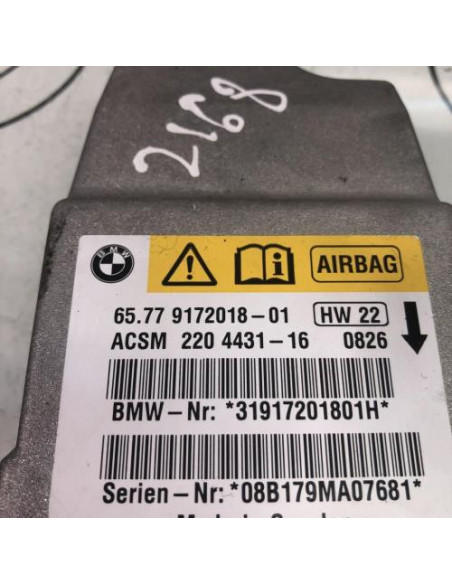 2168
BMW
AIRBAG
65.77 9172018-01 HW 22
ACSM 220 4431-16 0826
BMW-Nr: *31917201801H*
Serien-Nr: *08B179MA07681*